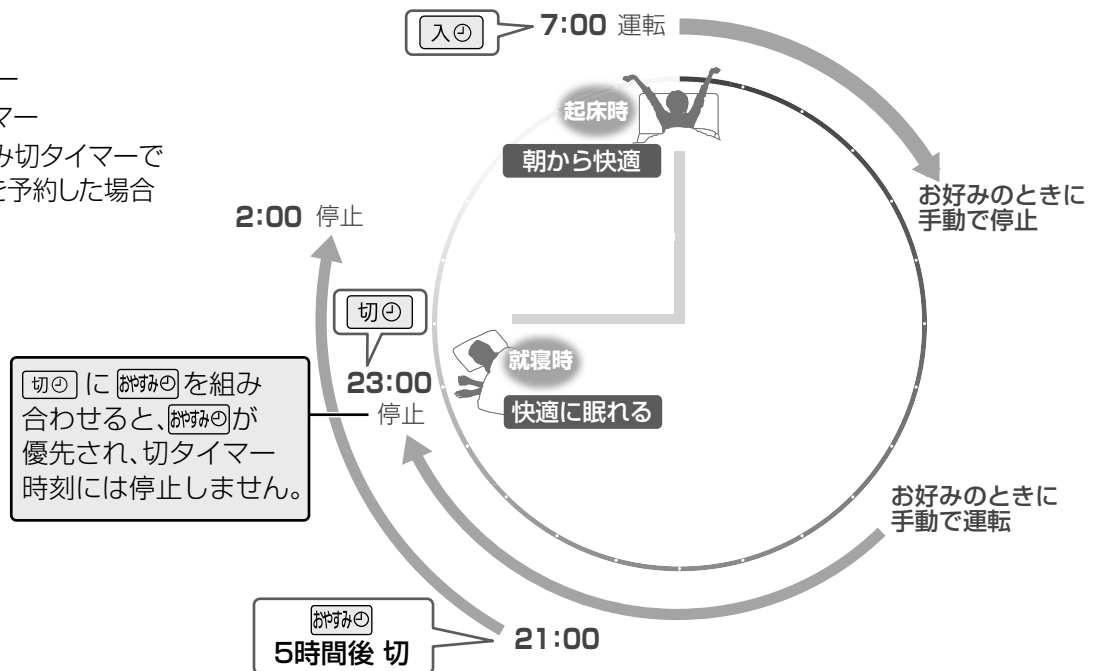 入 7:00 運転
ー
マー
み切タイマーで
を予約した場合
起床時
朝から快適
お好みのときに
手動で停止
2:00 停止
切
就寝時
23:00
停止
快適に眠れる
切 に おやすみ を組み
合わせると、おやすみ が
優先され、切タイマー
時刻には停止しません。
お好みのときに
手動で運転
おやすみ
5時間後 切
21:00